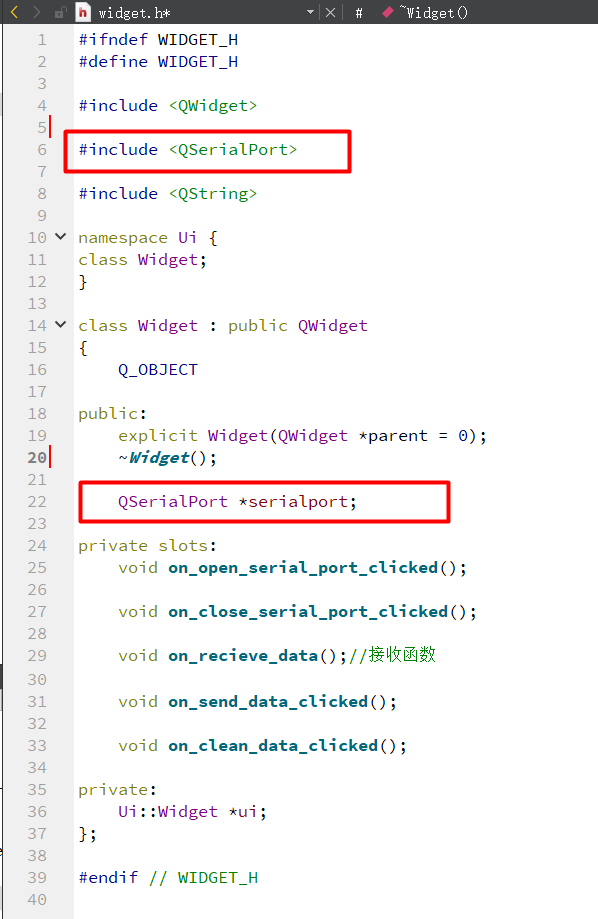 widget.h* # ~Widget()
1 #ifndef WIDGET_H
2 #define WIDGET_H
3
4 #include <QWidget>
5
6 #include <QSerialPort>
7
8 #include <QString>
9
10 namespace Ui {
11 class Widget;
12 }
13
14 class Widget : public QWidget
15 {
16 Q_OBJECT
17
18 public:
19 explicit Widget(QWidget *parent = 0);
20 ~Widget();
21
22 QSerialPort *serialport;
23
24 private slots:
25 void on_open_serial_port_clicked();
26
27 void on_close_serial_port_clicked();
28
29 void on_recieve_data();//接收函数
30
31 void on_send_data_clicked();
32
33 void on_clean_data_clicked();
34
35 private:
36 Ui::Widget *ui;
37 };
38
39 #endif // WIDGET_H
40